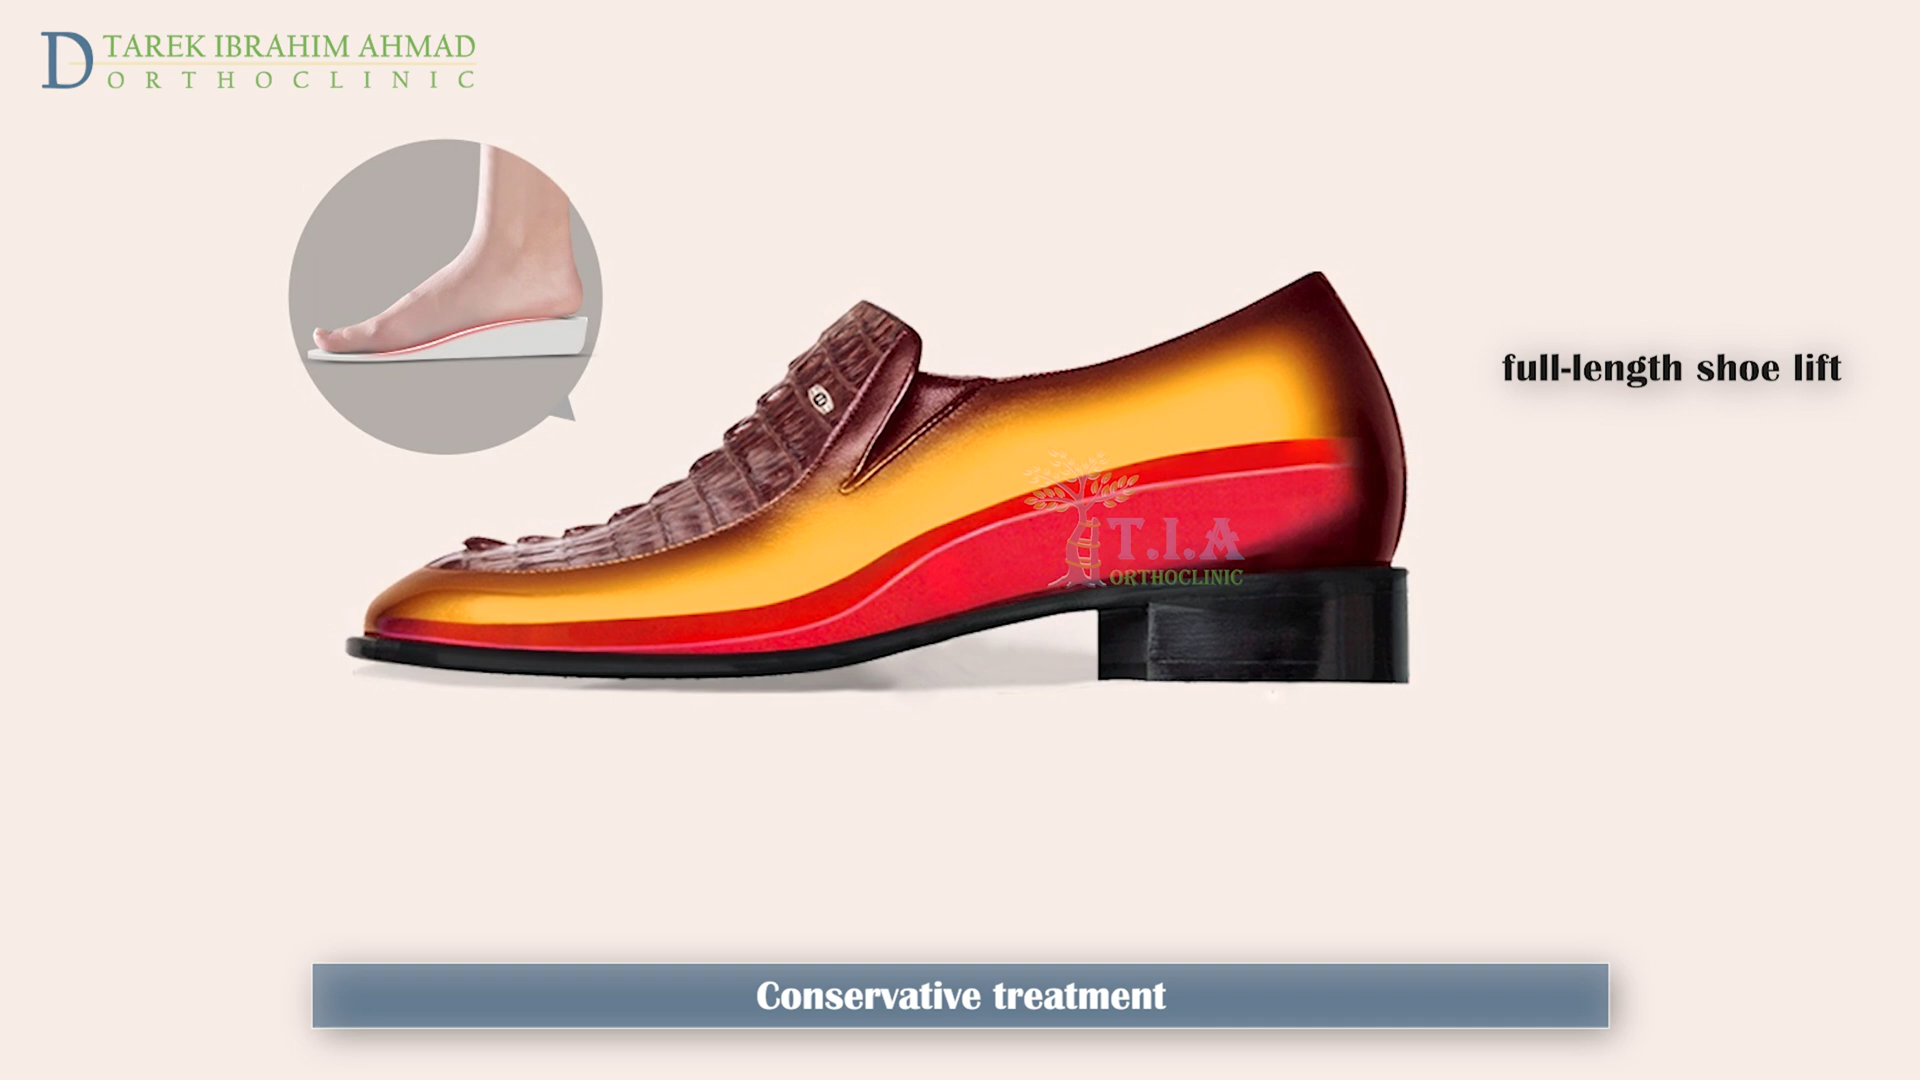 D TAREK IBRAHIM AHMAD
ORTHOCLINIC
full-length shoe lift
T.I.A
ORTHOCLINIC
Conservative treatment